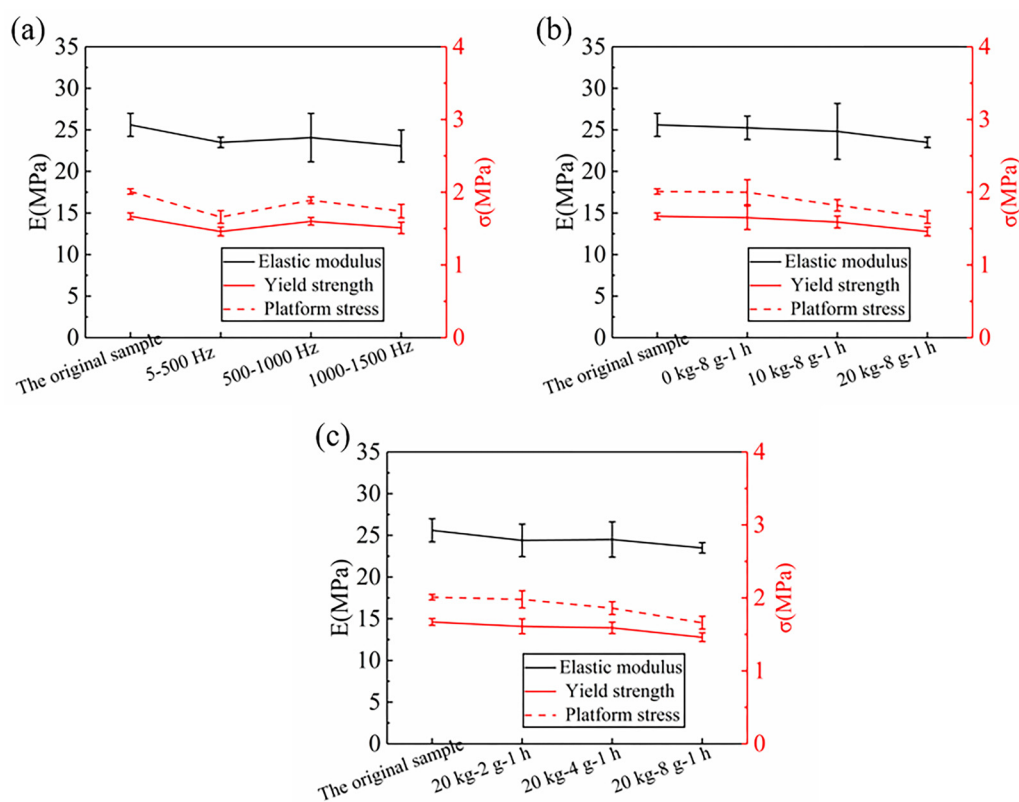 (a)
35
30
25
20
15
10
5
0
E(MPa)
4
3
2
1
0
σ(MPa)
Elastic modulus
Yield strength
Platform stress
The original sample
5-500 Hz
500-1000 Hz
1000-1500 Hz
(b)
35
30
25
20
15
10
5
0
E(MPa)
4
3
2
1
0
σ(MPa)
Elastic modulus
Yield strength
Platform stress
The original sample
0 kg-8 g-1 h
10 kg-8 g-1 h
20 kg-8 g-1 h
(c)
35
30
25
20
15
10
5
0
E(MPa)
4
3
2
1
0
σ(MPa)
Elastic modulus
Yield strength
Platform stress
The original sample
20 kg-2 g-1 h
20 kg-4 g-1 h
20 kg-8 g-1 h